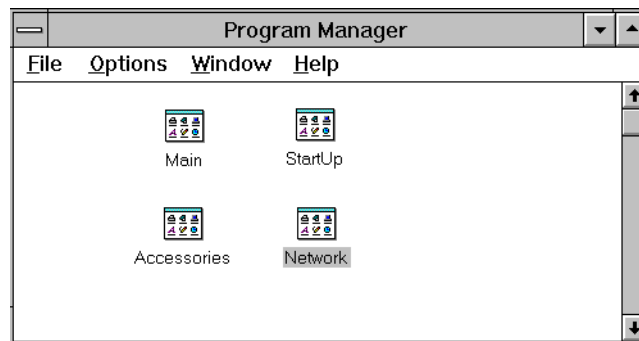 Program Manager
File Options Window Help
Main StartUp
Accessories Network